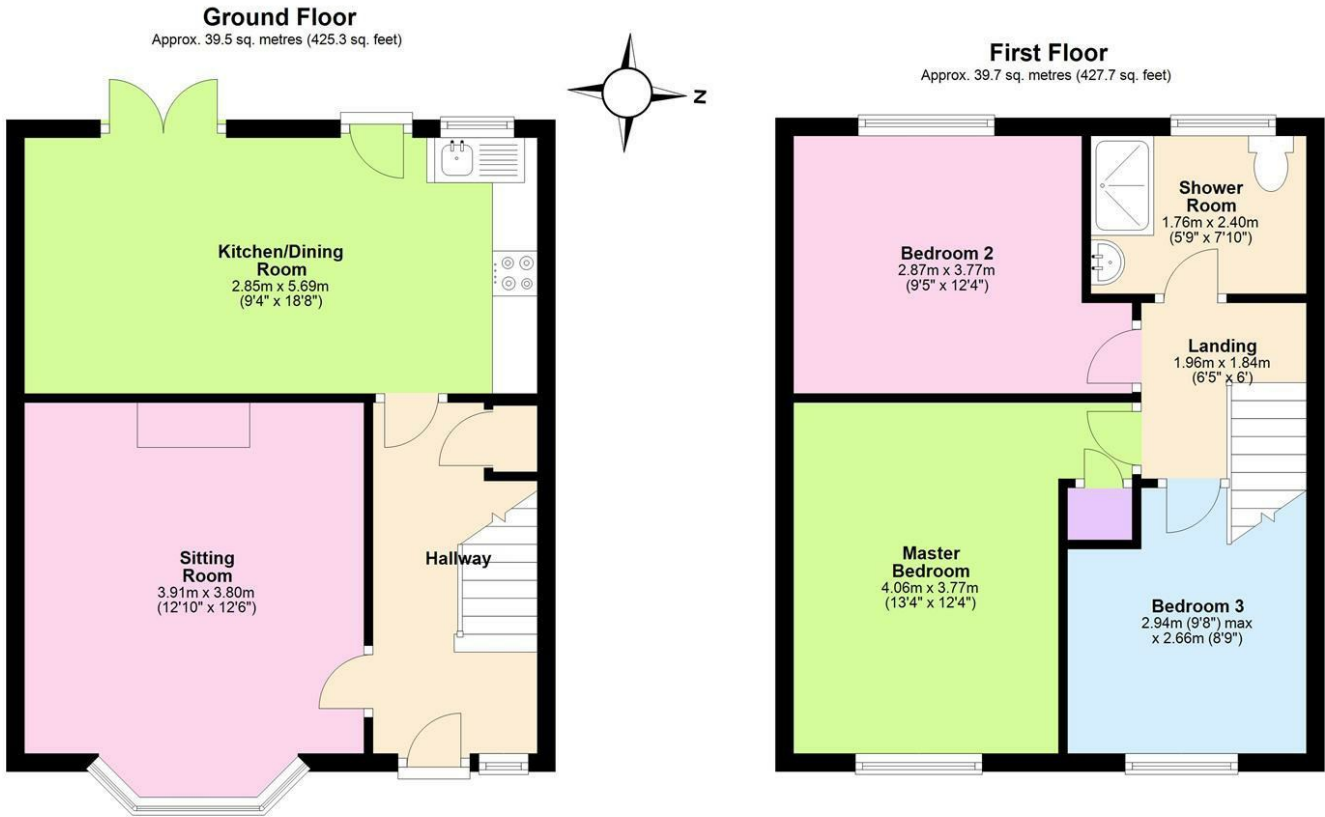 Ground Floor
Approx. 39.5 sq. metres (425.3 sq. feet)
N
First Floor
Approx. 39.7 sq. metres (427.7 sq. feet)
Kitchen/Dining
Room
2.85m x 5.69m
(9'4" x 18'8")
Sitting
Room
3.91m x 3.80m
(12'10" x 12'6")
Hallway
Bedroom 2
2.87m x 3.77m
(9'5" x 12'4")
Shower
Room
1.76m x 2.40m
(5'9" x 7'10")
Landing
1.96m x 1.84m
(6'5" x 6')
Master
Bedroom
4.06m x 3.77m
(13'4" x 12'4")
Bedroom 3
2.94m (9'8") max
x 2.66m (8'9")